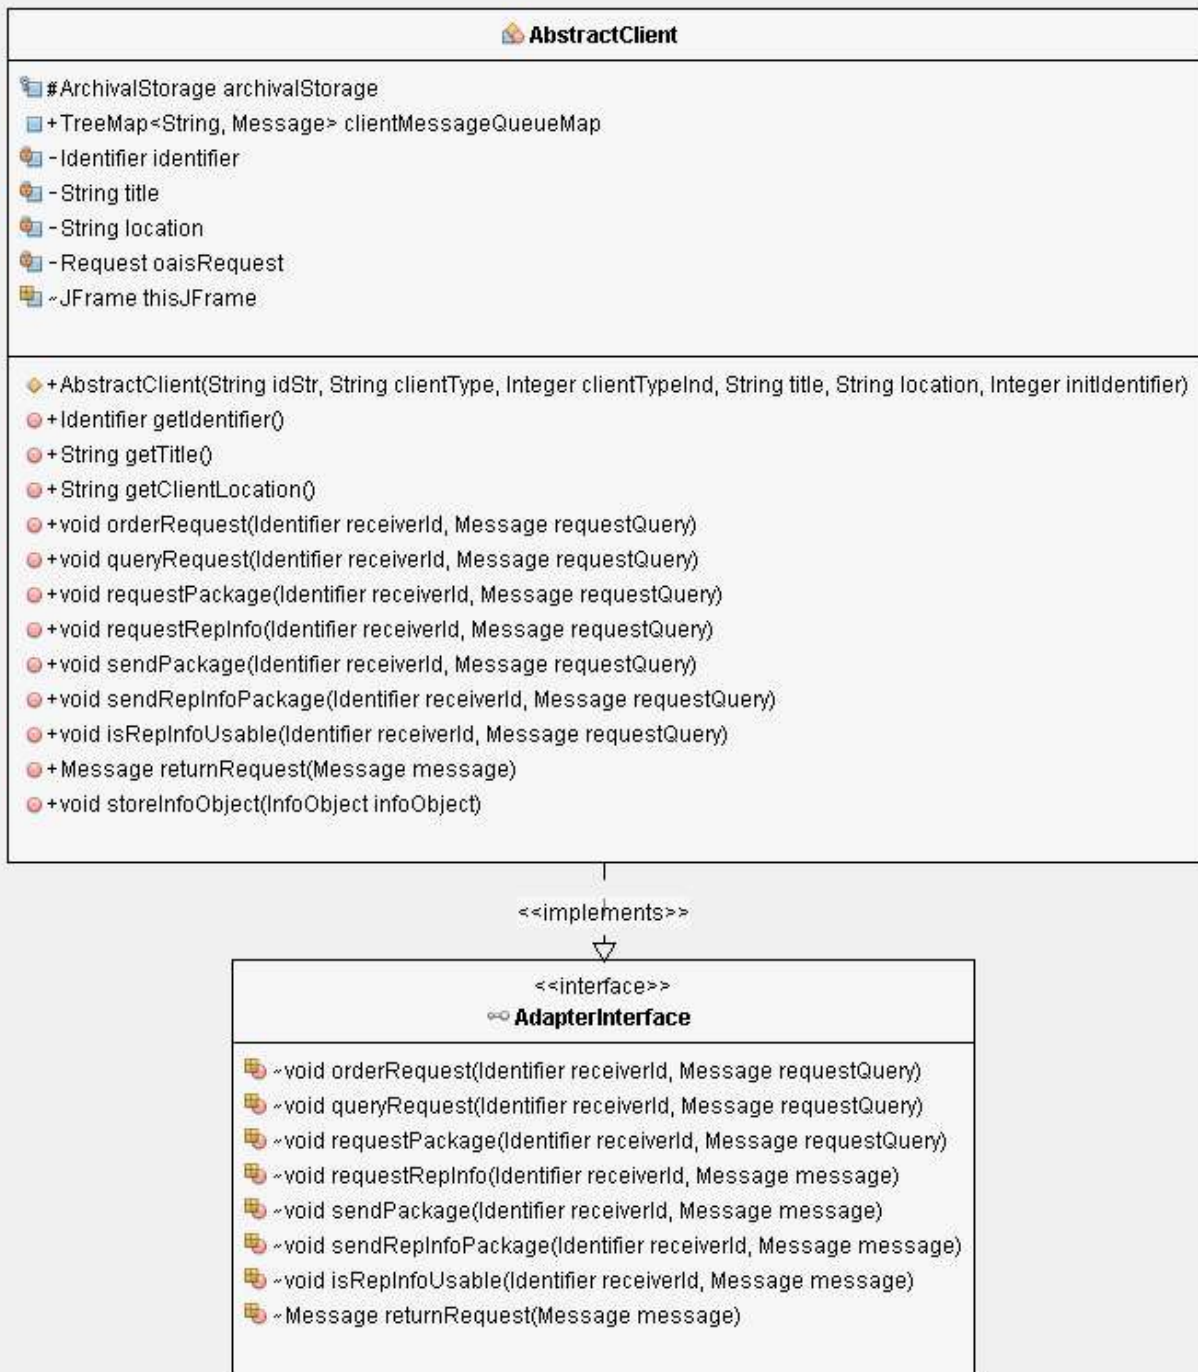 AbstractClient
#ArchivalStorage archivalStorage
+TreeMap<String, Message> clientMessageQueueMap
-Identifier identifier
-String title
-String location
-Request oaisRequest
~JFrame thisJFrame
+AbstractClient(String idStr, String clientType, Integer clientTypeInd, String title, String location, Integer initIdentifier)
+Identifier getIdentifier()
+String getTitle()
+String getClientLocation()
+void orderRequest(Identifier receiverId, Message requestQuery)
+void queryRequest(Identifier receiverId, Message requestQuery)
+void requestPackage(Identifier receiverId, Message requestQuery)
+void requestRepInfo(Identifier receiverId, Message requestQuery)
+void sendPackage(Identifier receiverId, Message requestQuery)
+void sendRepInfoPackage(Identifier receiverId, Message requestQuery)
+void isRepInfoUsable(Identifier receiverId, Message requestQuery)
+Message returnRequest(Message message)
+void storeInfoObject(InfoObject infoObject)
<<implements>>
<<interface>>
AdapterInterface
~void orderRequest(Identifier receiverId, Message requestQuery)
~void queryRequest(Identifier receiverId, Message requestQuery)
~void requestPackage(Identifier receiverId, Message requestQuery)
~void requestRepInfo(Identifier receiverId, Message message)
~void sendPackage(Identifier receiverId, Message message)
~void sendRepInfoPackage(Identifier receiverId, Message message)
~void isRepInfoUsable(Identifier receiverId, Message message)
~Message returnRequest(Message message)